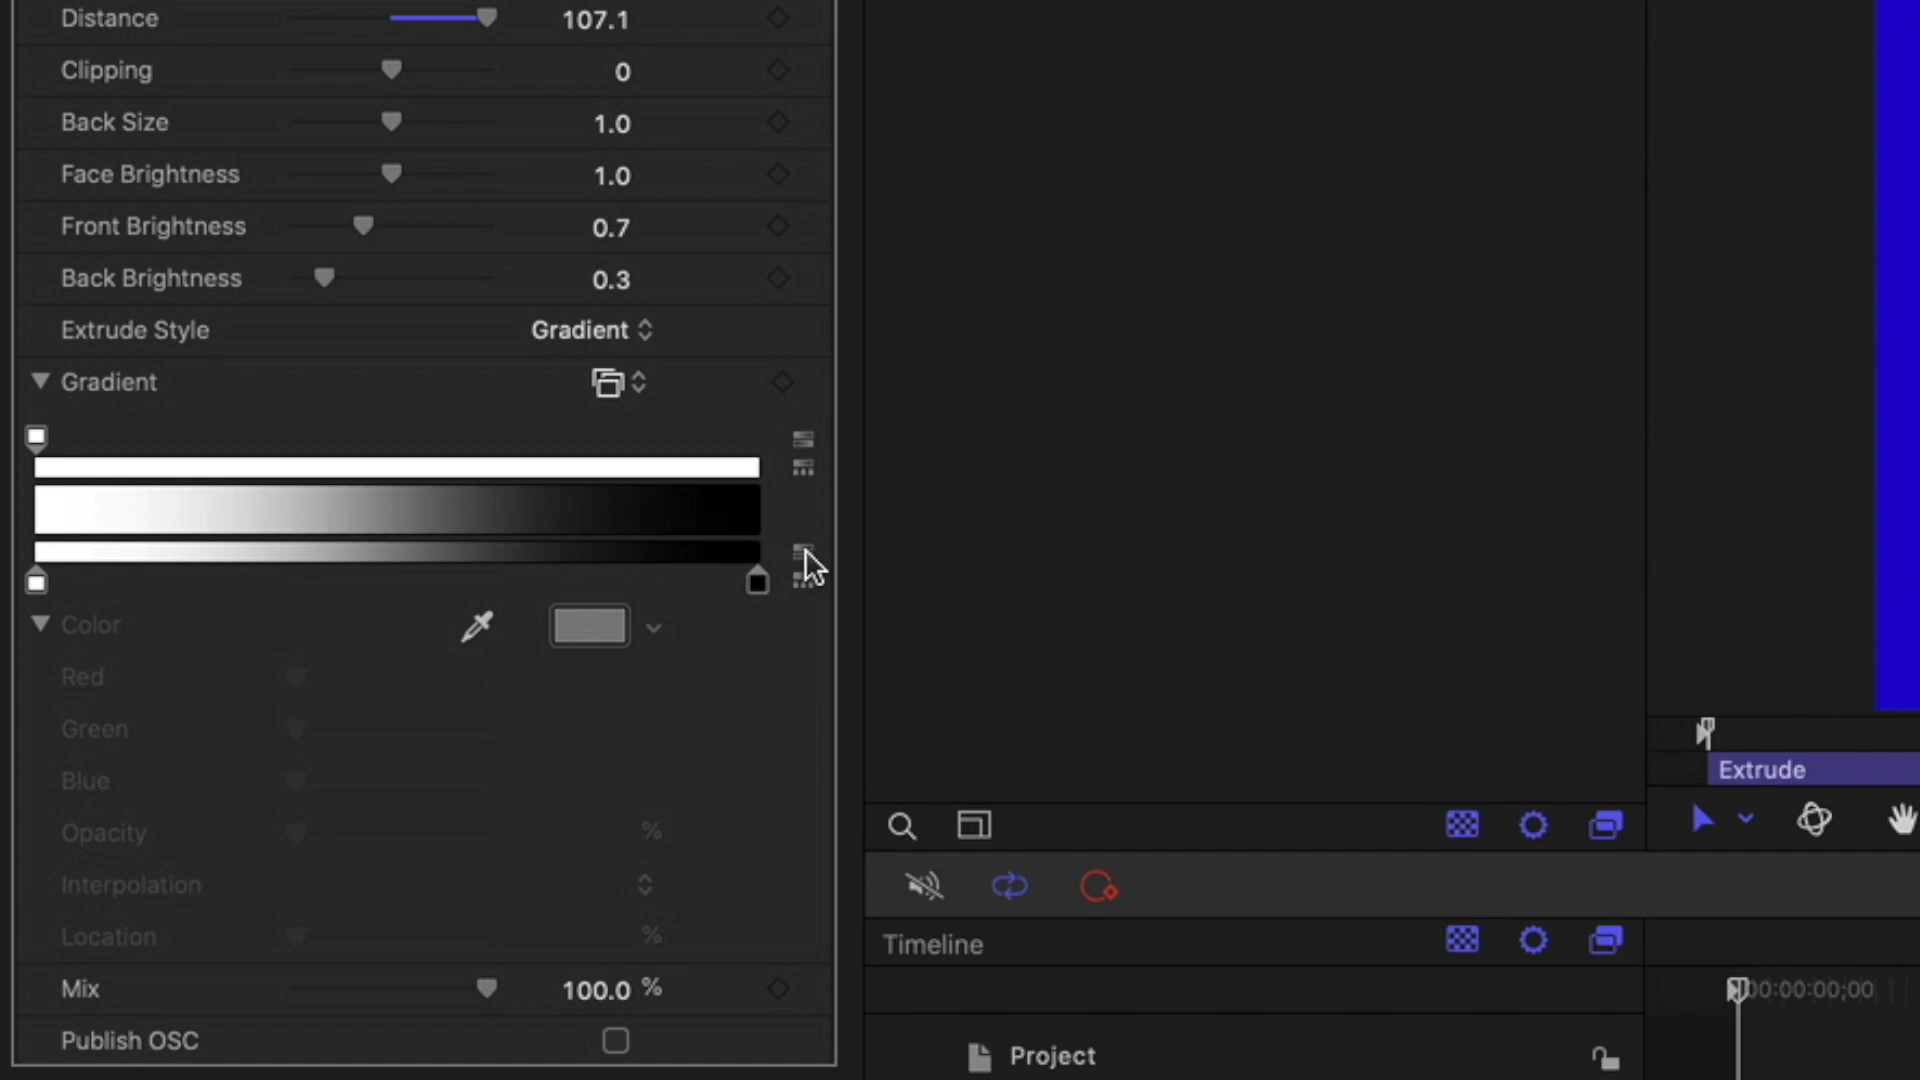 Distance 107.1
Clipping 0
Back Size 1.0
Face Brightness 1.0
Front Brightness 0.7
Back Brightness 0.3
Extrude Style Gradient
Gradient
Color
Red
Green
Blue
Opacity %
Interpolation
Location %
Mix 100.0 %
Publish OSC
Extrude
Timeline
00:00:00;00
Project